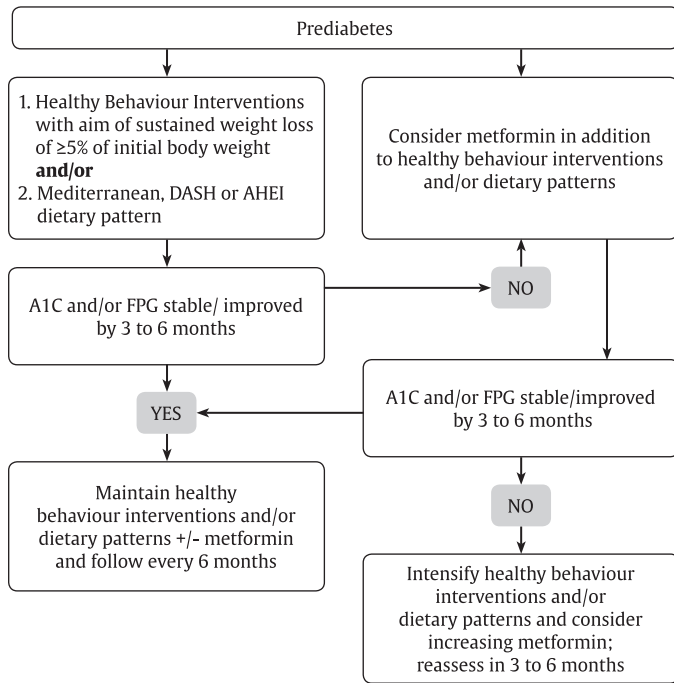 Prediabetes
1. Healthy Behaviour Interventions
with aim of sustained weight loss
of ≥5% of initial body weight
and/or
2. Mediterranean, DASH or AHEI
dietary pattern
Consider metformin in addition
to healthy behaviour interventions
and/or dietary patterns
A1C and/or FPG stable/ improved
by 3 to 6 months
NO
YES
A1C and/or FPG stable/improved
by 3 to 6 months
Maintain healthy
behaviour interventions and/or
dietary patterns +/- metformin
and follow every 6 months
NO
Intensify healthy behaviour
interventions and/or
dietary patterns and consider
increasing metformin;
reassess in 3 to 6 months